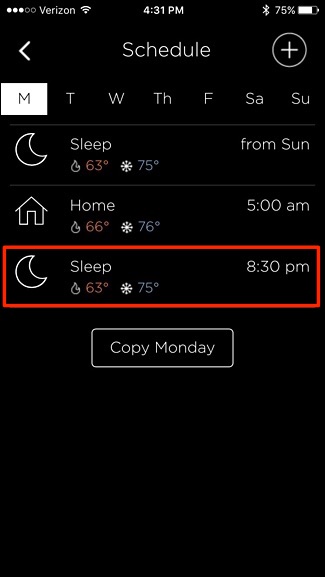 Verizon 4:31 PM 75%
Schedule
M T W Th F Sa Su
Sleep from Sun
63° 75°
Home 5:00 am
66° 76°
Sleep 8:30 pm
63° 75°
Copy Monday